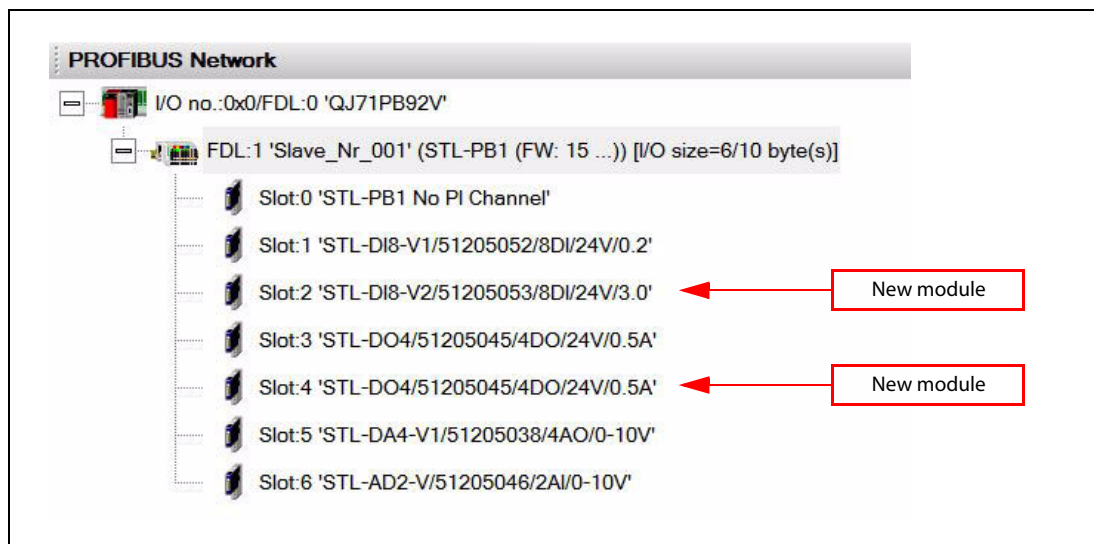 PROFIBUS Network
I/O no.:0x0/FDL:0 'QJ71PB92V'
FDL:1 'Slave_Nr_001' (STL-PB1 (FW: 15 ...)) [I/O size=6/10 byte(s)]
Slot:0 'STL-PB1 No PI Channel'
Slot:1 'STL-DI8-V1/51205052/8DI/24V/0.2'
Slot:2 'STL-DI8-V2/51205053/8DI/24V/3.0' New module
Slot:3 'STL-DO4/51205045/4DO/24V/0.5A'
Slot:4 'STL-DO4/51205045/4DO/24V/0.5A' New module
Slot:5 'STL-DA4-V1/51205038/4AO/0-10V'
Slot:6 'STL-AD2-V/51205046/2AI/0-10V'